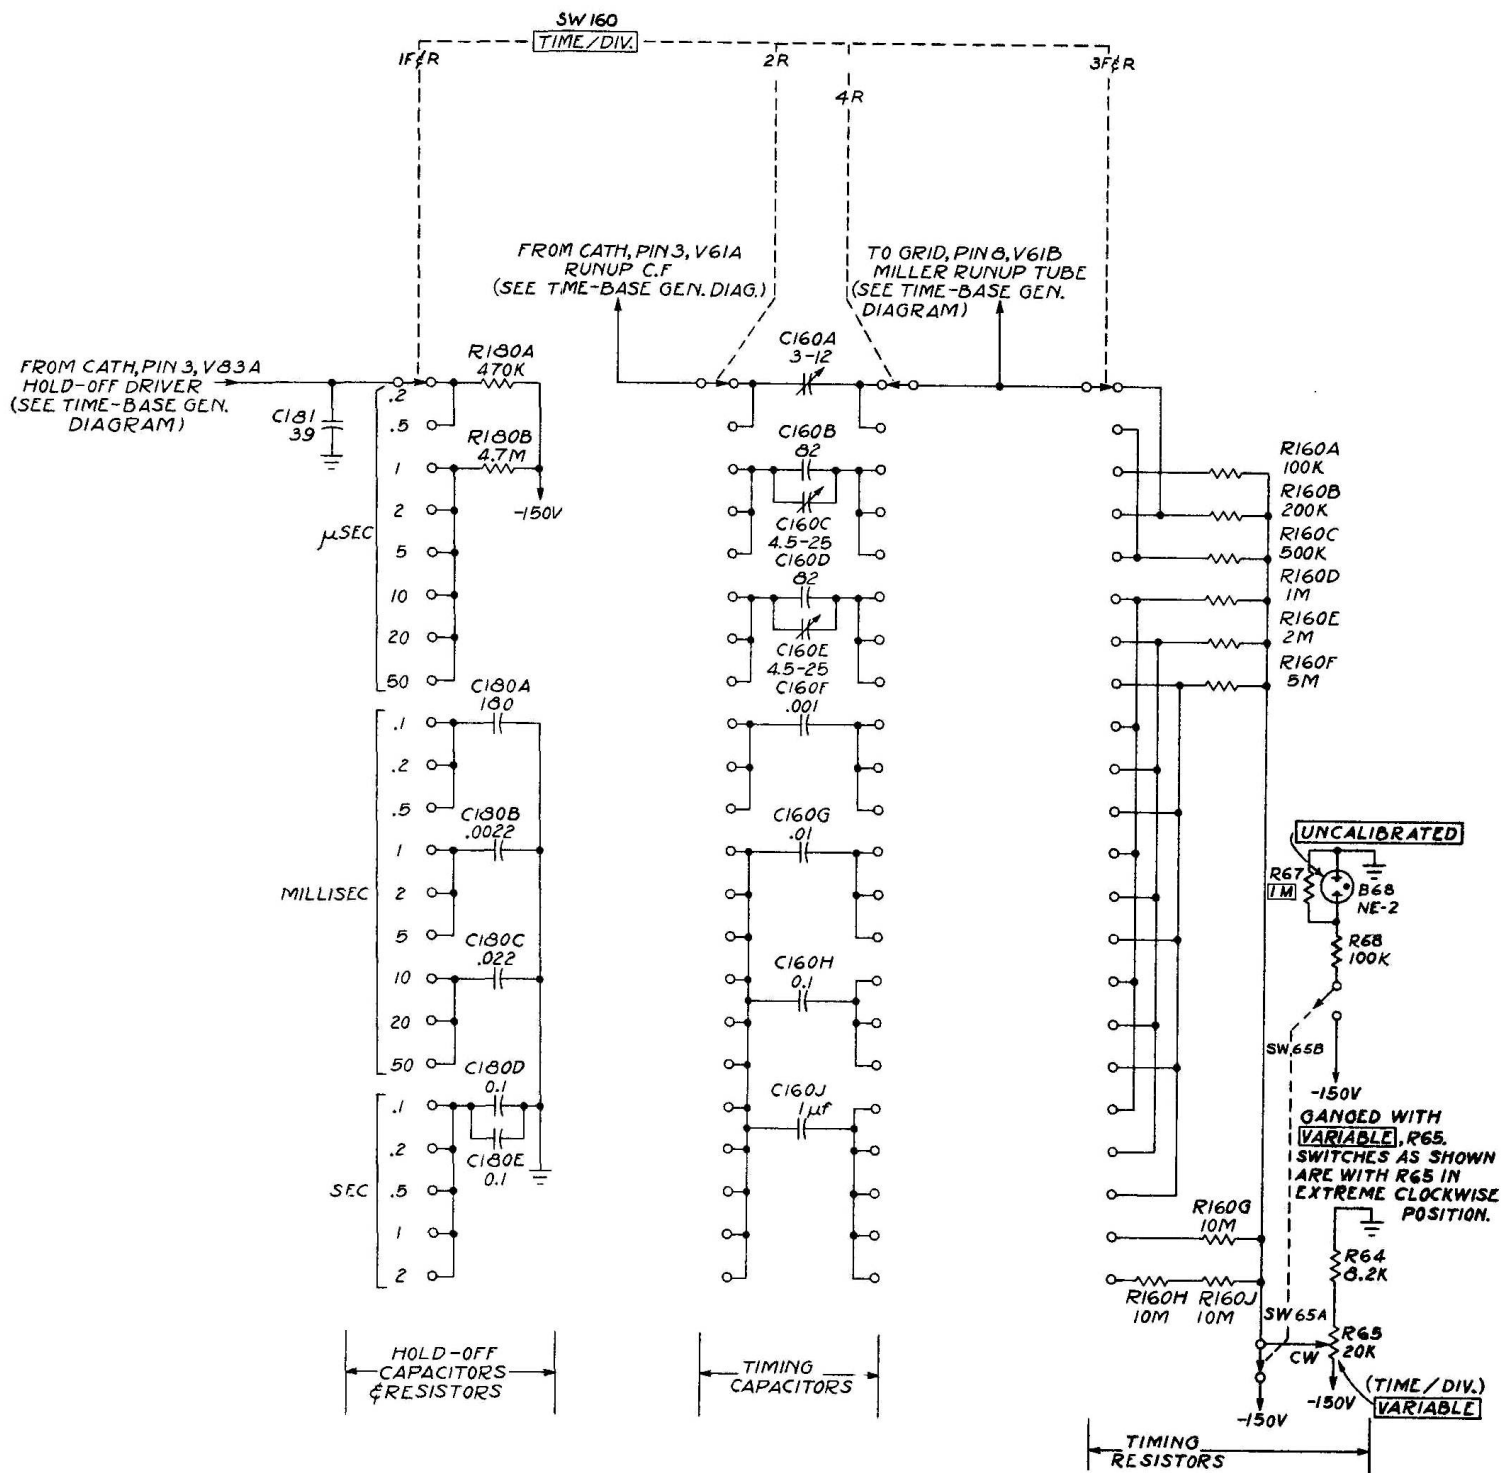 SW 160
TIME/DIV.
1F&R
2R
4R
3F&R
FROM CATH, PIN 3, V61A
RUNUP C.F
(SEE TIME-BASE GEN. DIAG.)
TO GRID, PIN 8, V61B
MILLER RUNUP TUBE
(SEE TIME-BASE GEN.
DIAGRAM)
FROM CATH, PIN 3, V83A
HOLD-OFF DRIVER
(SEE TIME-BASE GEN.
DIAGRAM)
C181
39
R180A
470K
R180B
4.7M
-150V
μSEC
.2
.5
1
2
5
10
20
50
MILLISEC
.1
.2
.5
1
2
5
10
20
50
SEC
.1
.2
.5
1
2
C180A
180
C180B
.0022
C180C
.022
C180D
0.1
C180E
0.1
C160A
3-12
C160B
82
C160C
4.5-25
C160D
82
C160E
4.5-25
C160F
.001
C160G
.01
C160H
0.1
C160J
1 μf
R160A
100K
R160B
200K
R160C
500K
R160D
1M
R160E
2M
R160F
5M
R160G
10M
R160H
10M
R160J
10M
UNCALIBRATED
R67
1M
B68
NE-2
R68
100K
SW 65B
-150V
GANGED WITH
VARIABLE, R65.
SWITCHES AS SHOWN
ARE WITH R65 IN
EXTREME CLOCKWISE
POSITION.
R64
8.2K
SW 65A
R65
20K
CW
-150V
-150V
(TIME/DIV.)
VARIABLE
HOLD-OFF
CAPACITORS
&RESISTORS
TIMING
CAPACITORS
TIMING
RESISTORS